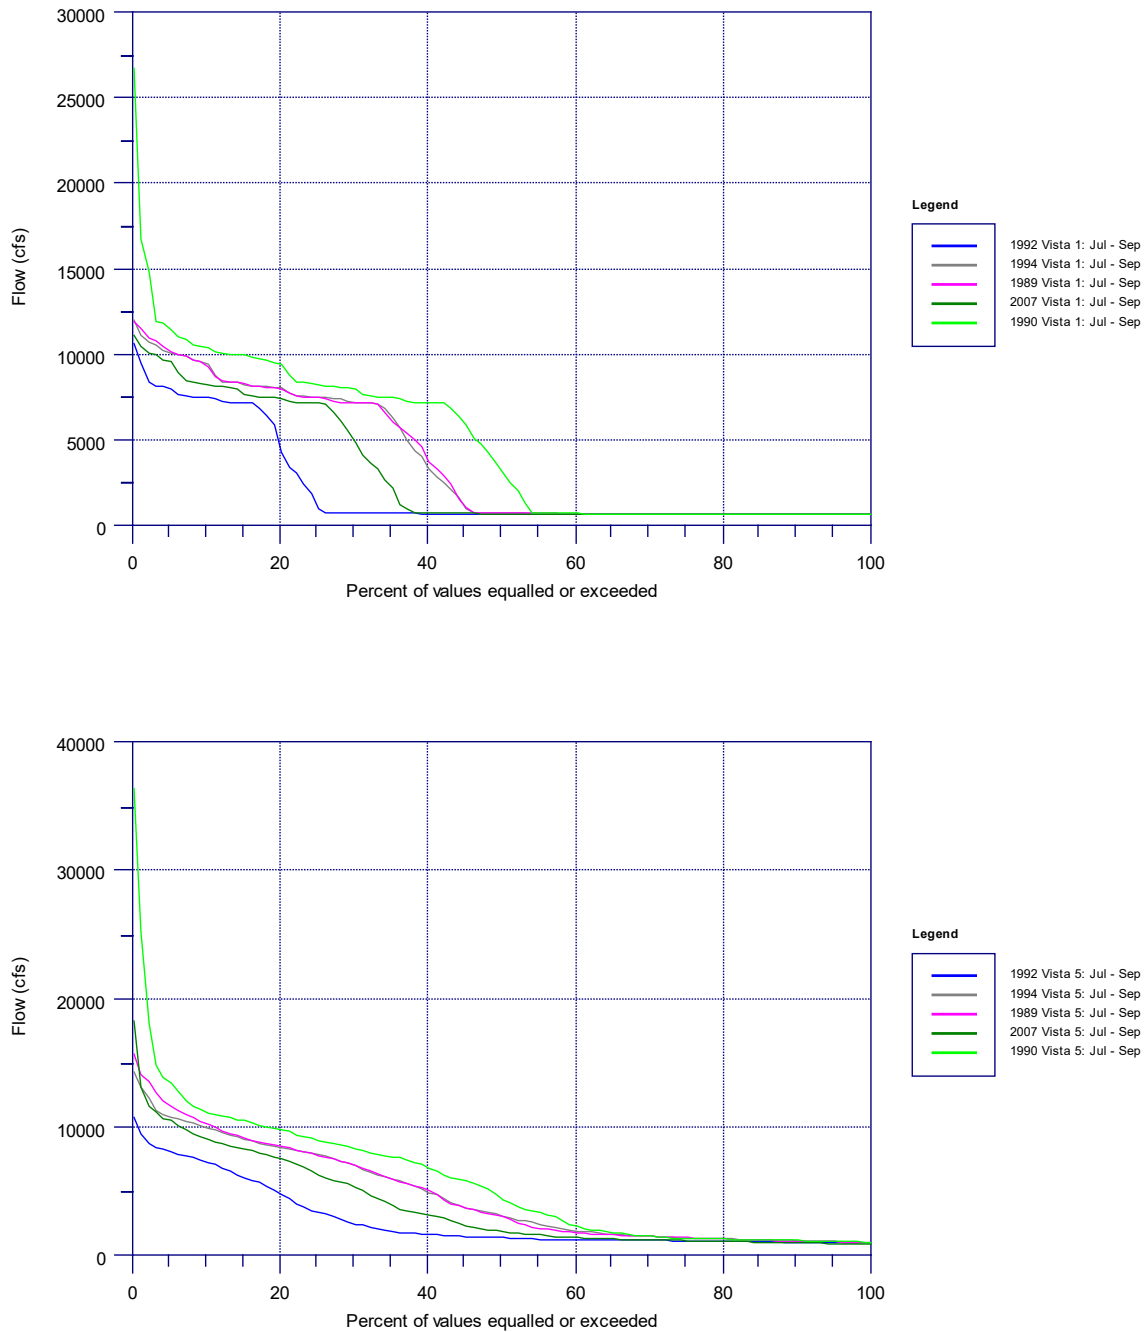 30000
25000
20000
15000
10000
5000
0
Flow (cfs)
0 20 40 60 80 100
Percent of values equalled or exceeded
Legend
1992 Vista 1: Jul - Sep
1994 Vista 1: Jul - Sep
1989 Vista 1: Jul - Sep
2007 Vista 1: Jul - Sep
1990 Vista 1: Jul - Sep
40000
30000
20000
10000
0
Flow (cfs)
0 20 40 60 80 100
Percent of values equalled or exceeded
Legend
1992 Vista 5: Jul - Sep
1994 Vista 5: Jul - Sep
1989 Vista 5: Jul - Sep
2007 Vista 5: Jul - Sep
1990 Vista 5: Jul - Sep